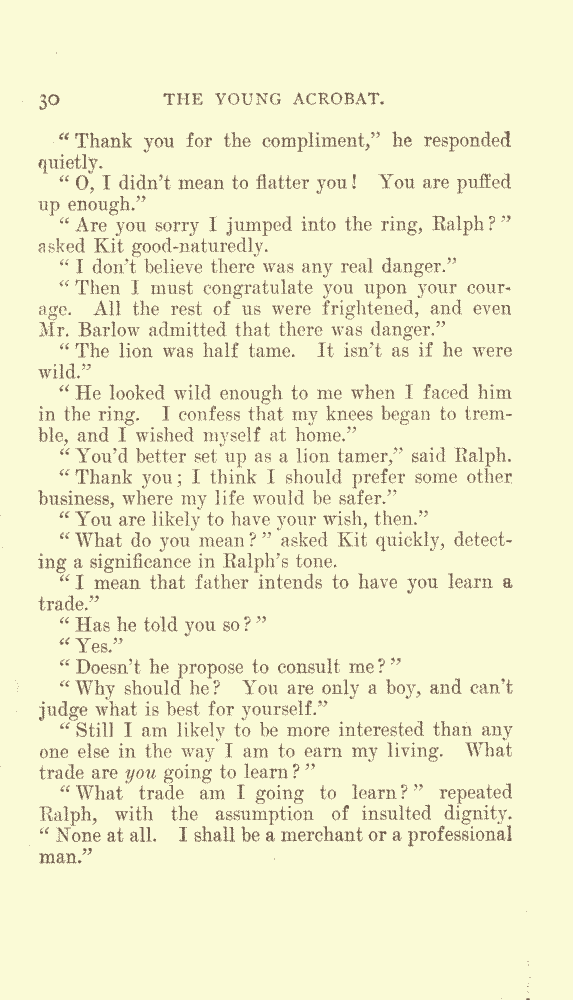 30 THE YOUNG ACROBAT.
“Thank you for the compliment,” he responded
quietly.
“O, I didn’t mean to flatter you! You are puffed
up enough.”
“Are you sorry I jumped into the ring, Ralph?”
asked Kit good-naturedly.
“I don’t believe there was any real danger.”
“Then I must congratulate you upon your cour-
age. All the rest of us were frightened, and even
Mr. Barlow admitted that there was danger.”
“The lion was half tame. It isn’t as if he were
wild.”
“He looked wild enough to me when I faced him
in the ring. I confess that my knees began to trem-
ble, and I wished myself at home.”
“You’d better set up as a lion tamer,” said Ralph.
“Thank you; I think I should prefer some other
business, where my life would be safer.”
“You are likely to have your wish, then.”
“What do you mean?” asked Kit quickly, detect-
ing a significance in Ralph’s tone.
“I mean that father intends to have you learn a
trade.”
“Has he told you so?”
“Yes.”
“Doesn’t he propose to consult me?”
“Why should he? You are only a boy, and can’t
judge what is best for yourself.”
“Still I am likely to be more interested than any
one else in the way I am to earn my living. What
trade are you going to learn?”
“What trade am I going to learn?” repeated
Ralph, with the assumption of insulted dignity.
“None at all. I shall be a merchant or a professional
man.”